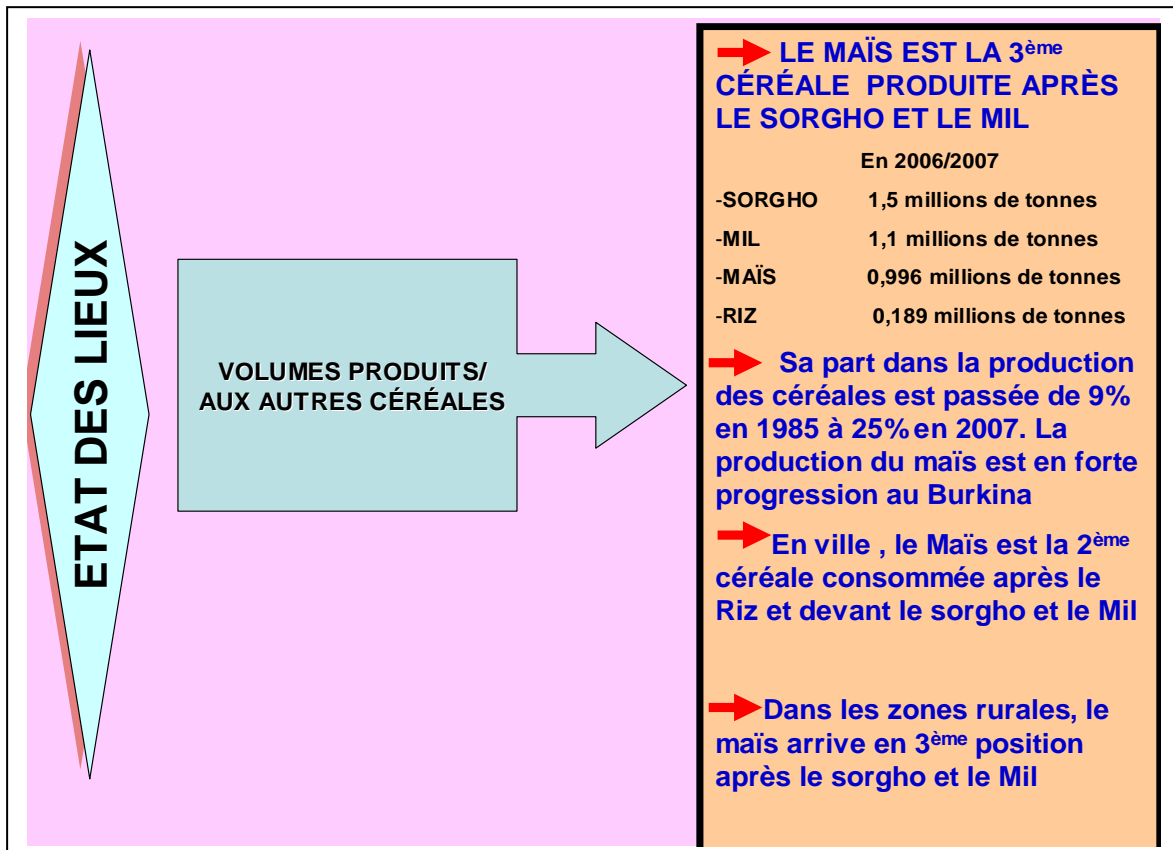 ETAT DES LIEUX
VOLUMES PRODUITS/
AUX AUTRES CÉRÉALES
LE MAÏS EST LA 3ème
CÉRÉALE PRODUITE APRÈS
LE SORGHO ET LE MIL
En 2006/2007
-SORGHO 1,5 millions de tonnes
-MIL 1,1 millions de tonnes
-MAÏS 0,996 millions de tonnes
-RIZ 0,189 millions de tonnes
Sa part dans la production
des céréales est passée de 9%
en 1985 à 25% en 2007. La
production du maïs est en forte
progression au Burkina
En ville , le Maïs est la 2ème
céréale consommée après le
Riz et devant le sorgho et le Mil
Dans les zones rurales, le
maïs arrive en 3ème position
après le sorgho et le Mil